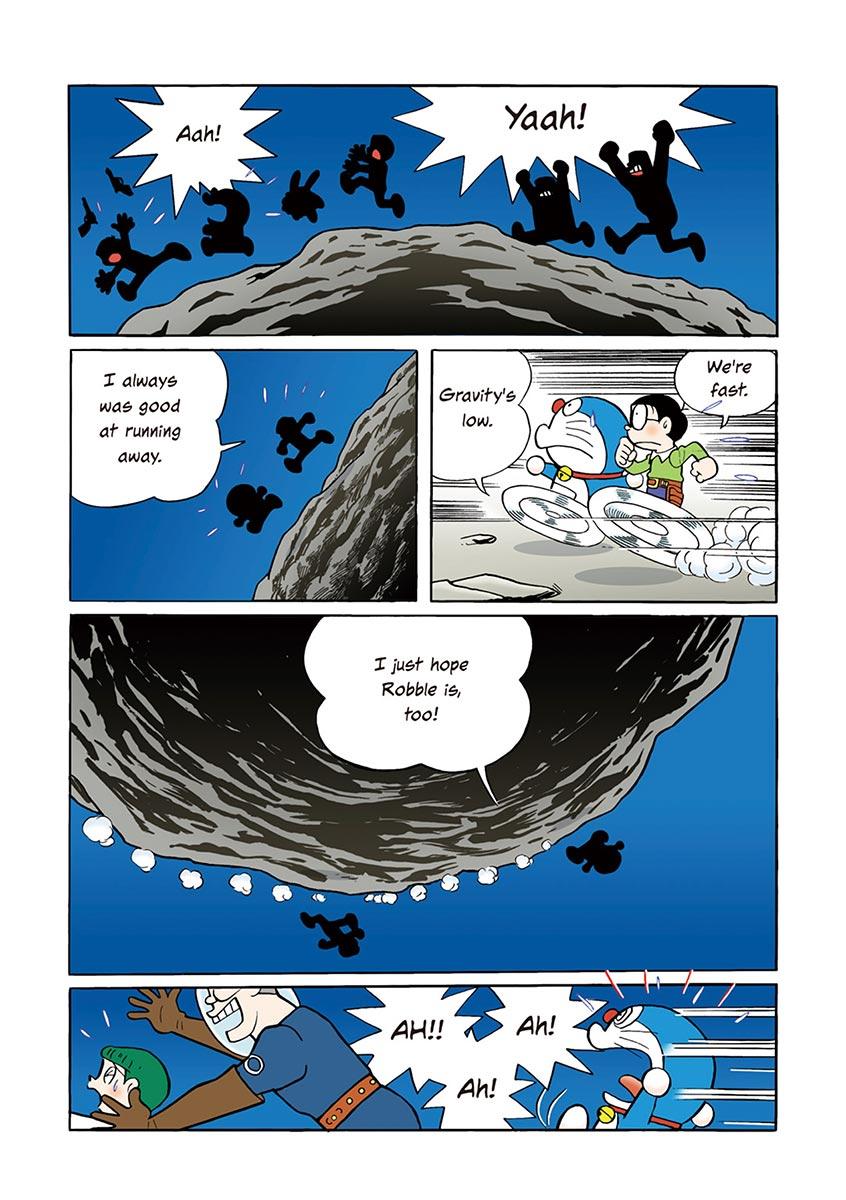 Aah!
Yaah!
I always
was good
at running
away.
Gravity's
low.
We're
fast.
I just hope
Robble is,
too!
AH!!
Ah!
Ah!